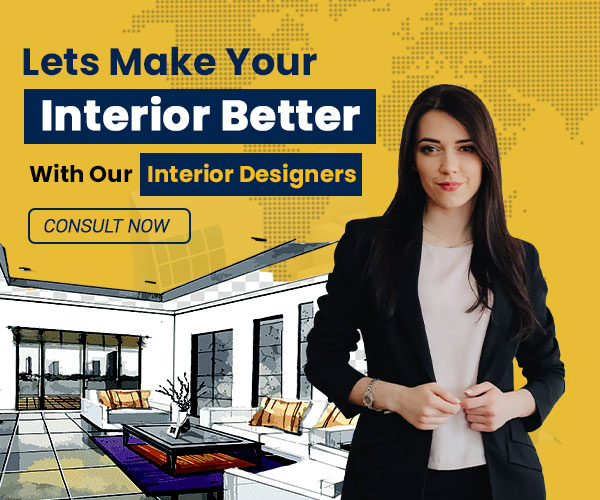 Lets Make Your
Interior Better
With Our Interior Designers
CONSULT NOW